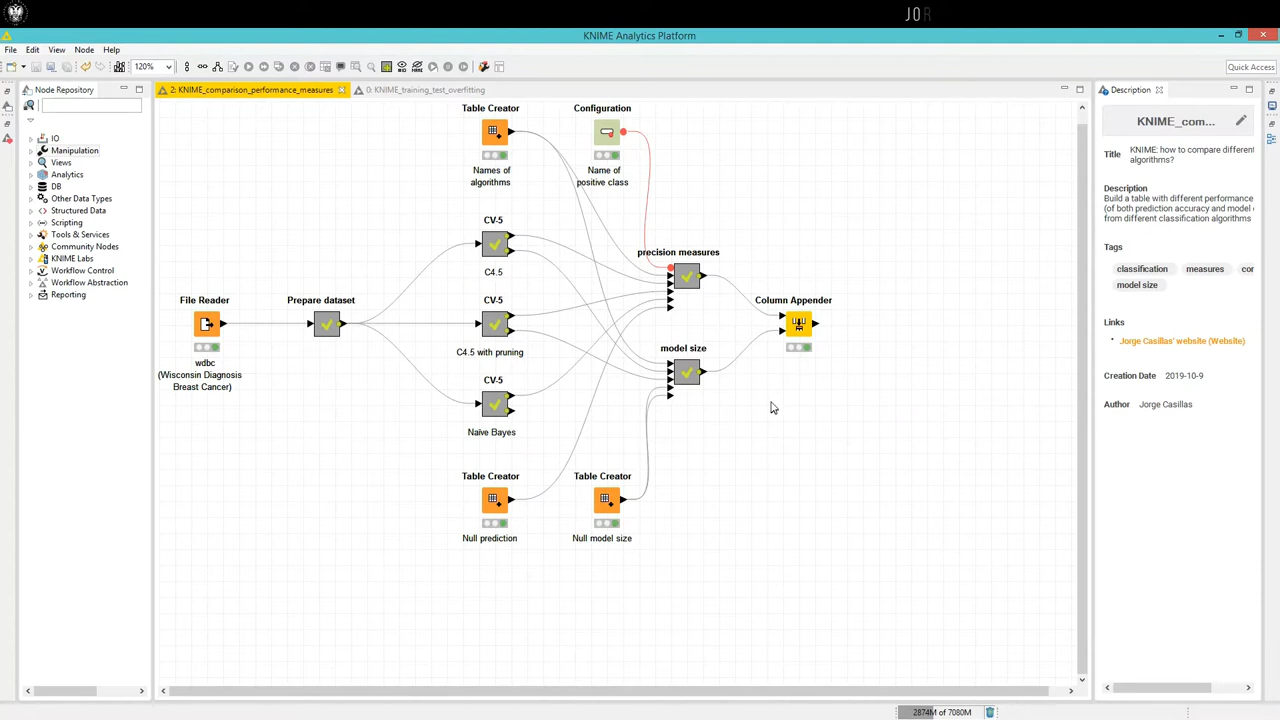 JOR
KNIME Analytics Platform
File Edit View Node Help
120%
Quick Access
Node Repository
2: KNIME_comparison_performance_measures
0: KNIME_training_test_overfitting
Description
IO
Manipulation
Views
Analytics
DB
Other Data Types
Structured Data
Scripting
Tools & Services
Community Nodes
KNIME Labs
Workflow Control
Workflow Abstraction
Reporting
Table Creator
Names of
algorithms
Configuration
Name of
positive class
CV-5
C4.5
precision measures
File Reader
wdbc
(Wisconsin Diagnosis
Breast Cancer)
Prepare dataset
CV-5
C4.5 with pruning
Column Appender
model size
CV-5
Naïve Bayes
Table Creator
Null prediction
Table Creator
Null model size
KNIME_com...
Title KNIME: how to compare different
algorithms?
Description
Build a table with different performance
(of both prediction accuracy and model
from different classification algorithms
Tags
classification measures cor
model size
Links
Jorge Casillas' website (Website)
Creation Date 2019-10-9
Author Jorge Casillas
2874M of 7080M